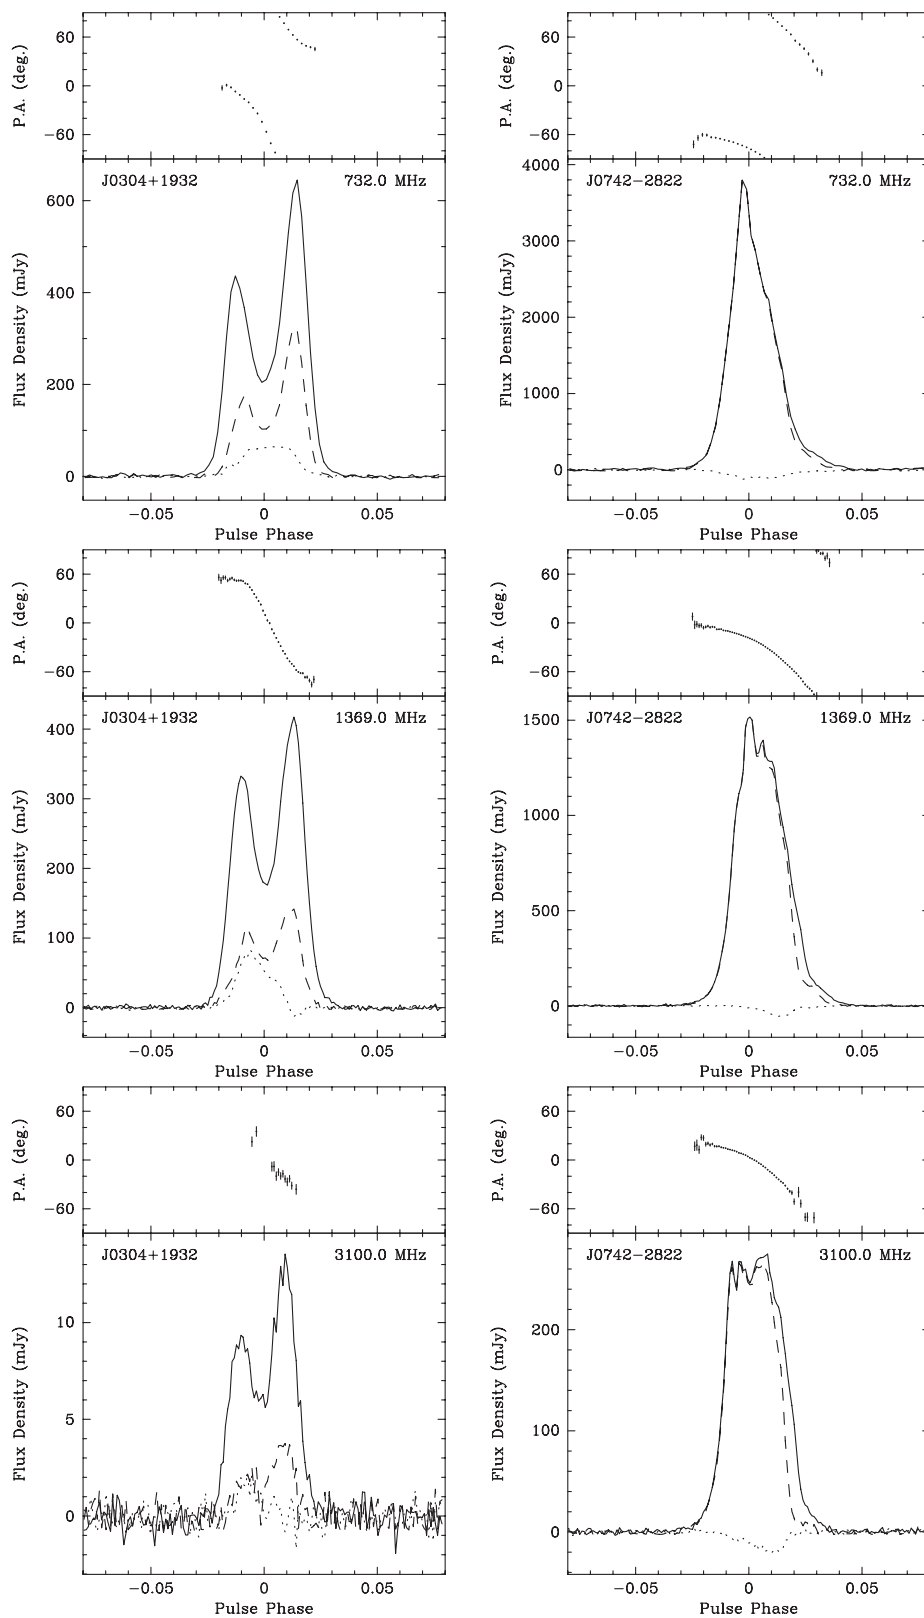 P.A. (deg.)
60
0
−60
J0304+1932
732.0 MHz
Flux Density (mJy)
600
400
200
0
−0.05
0
0.05
Pulse Phase
P.A. (deg.)
60
0
−60
J0742−2822
732.0 MHz
Flux Density (mJy)
4000
3000
2000
1000
0
−0.05
0
0.05
Pulse Phase
P.A. (deg.)
60
0
−60
J0304+1932
1369.0 MHz
Flux Density (mJy)
400
300
200
100
0
−0.05
0
0.05
Pulse Phase
P.A. (deg.)
60
0
−60
J0742−2822
1369.0 MHz
Flux Density (mJy)
1500
1000
500
0
−0.05
0
0.05
Pulse Phase
P.A. (deg.)
60
0
−60
J0304+1932
3100.0 MHz
Flux Density (mJy)
10
5
0
−0.05
0
0.05
Pulse Phase
P.A. (deg.)
60
0
−60
J0742−2822
3100.0 MHz
Flux Density (mJy)
200
100
0
−0.05
0
0.05
Pulse Phase